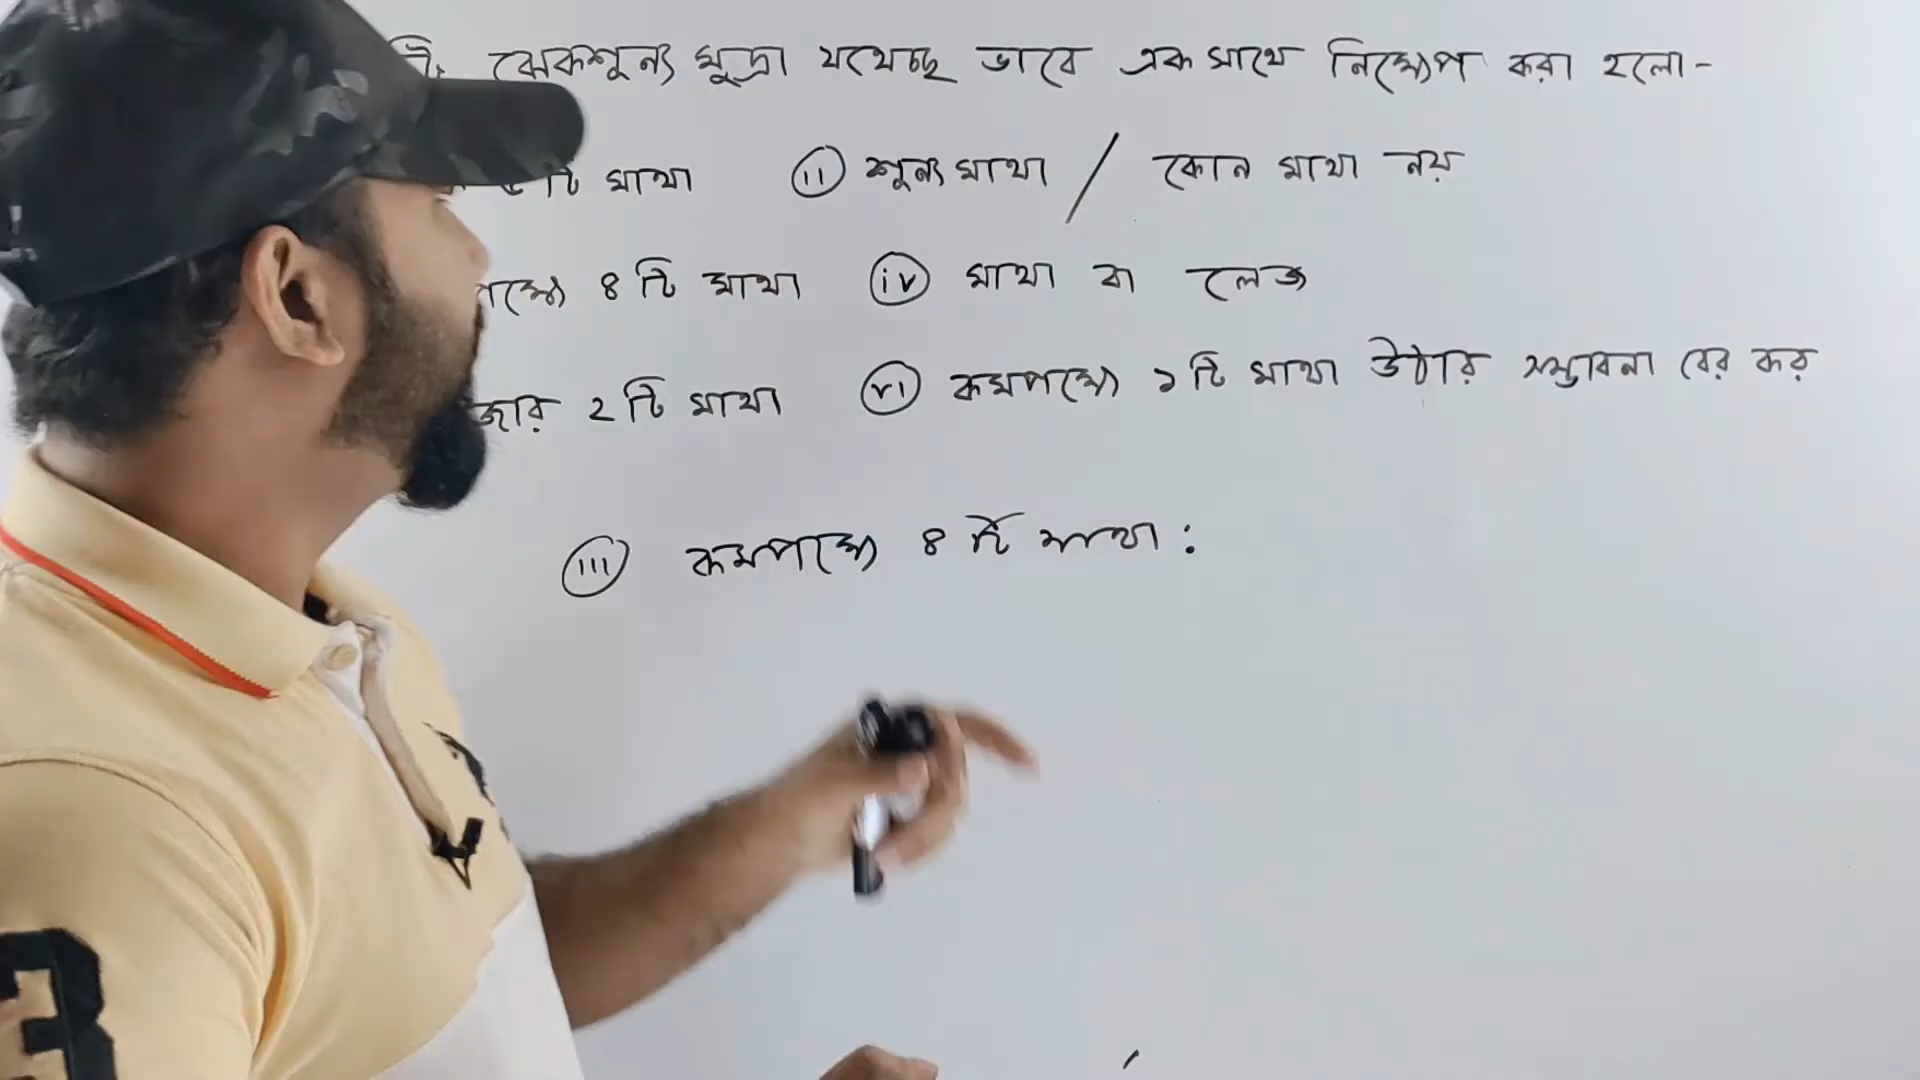 টি ঝোকশূন্য মুদ্রা যথেচ্ছ ভাবে এক সাথে নিক্ষেপ করা হলো-
টি মাথা (ii) শূন্য মাথা / কোন মাথা নয়
পক্ষে ৪ টি মাথা (iv) মাথা বা লেজ
জোর ২ টি মাথা (vi) কমপক্ষে ১ টি মাথা উঠার সম্ভাবনা বের কর
(iii) কমপক্ষে ৪ টি মাথা :
3